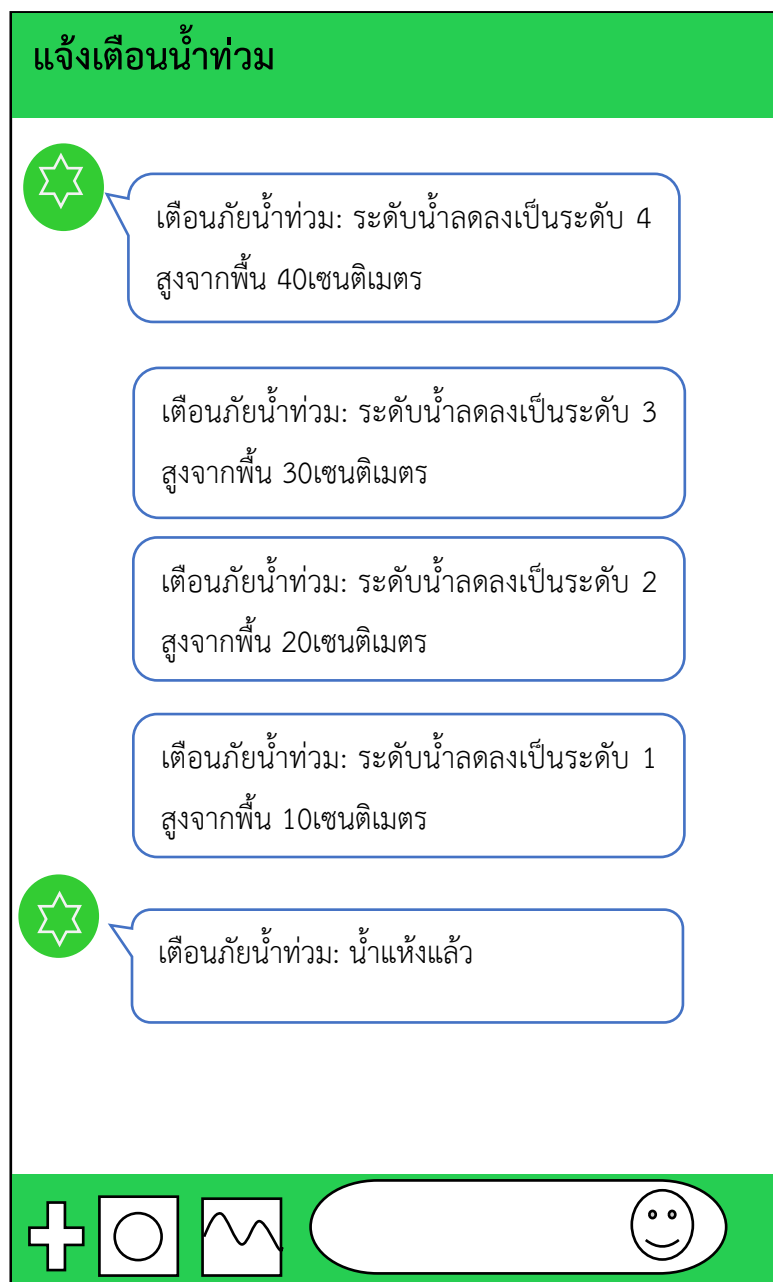 แจ้งเตือนน้ำท่วม
เตือนภัยน้ำท่วม: ระดับน้ำลดลงเป็นระดับ 4
สูงจากพื้น 40เซนติเมตร
เตือนภัยน้ำท่วม: ระดับน้ำลดลงเป็นระดับ 3
สูงจากพื้น 30เซนติเมตร
เตือนภัยน้ำท่วม: ระดับน้ำลดลงเป็นระดับ 2
สูงจากพื้น 20เซนติเมตร
เตือนภัยน้ำท่วม: ระดับน้ำลดลงเป็นระดับ 1
สูงจากพื้น 10เซนติเมตร
เตือนภัยน้ำท่วม: น้ำแห้งแล้ว